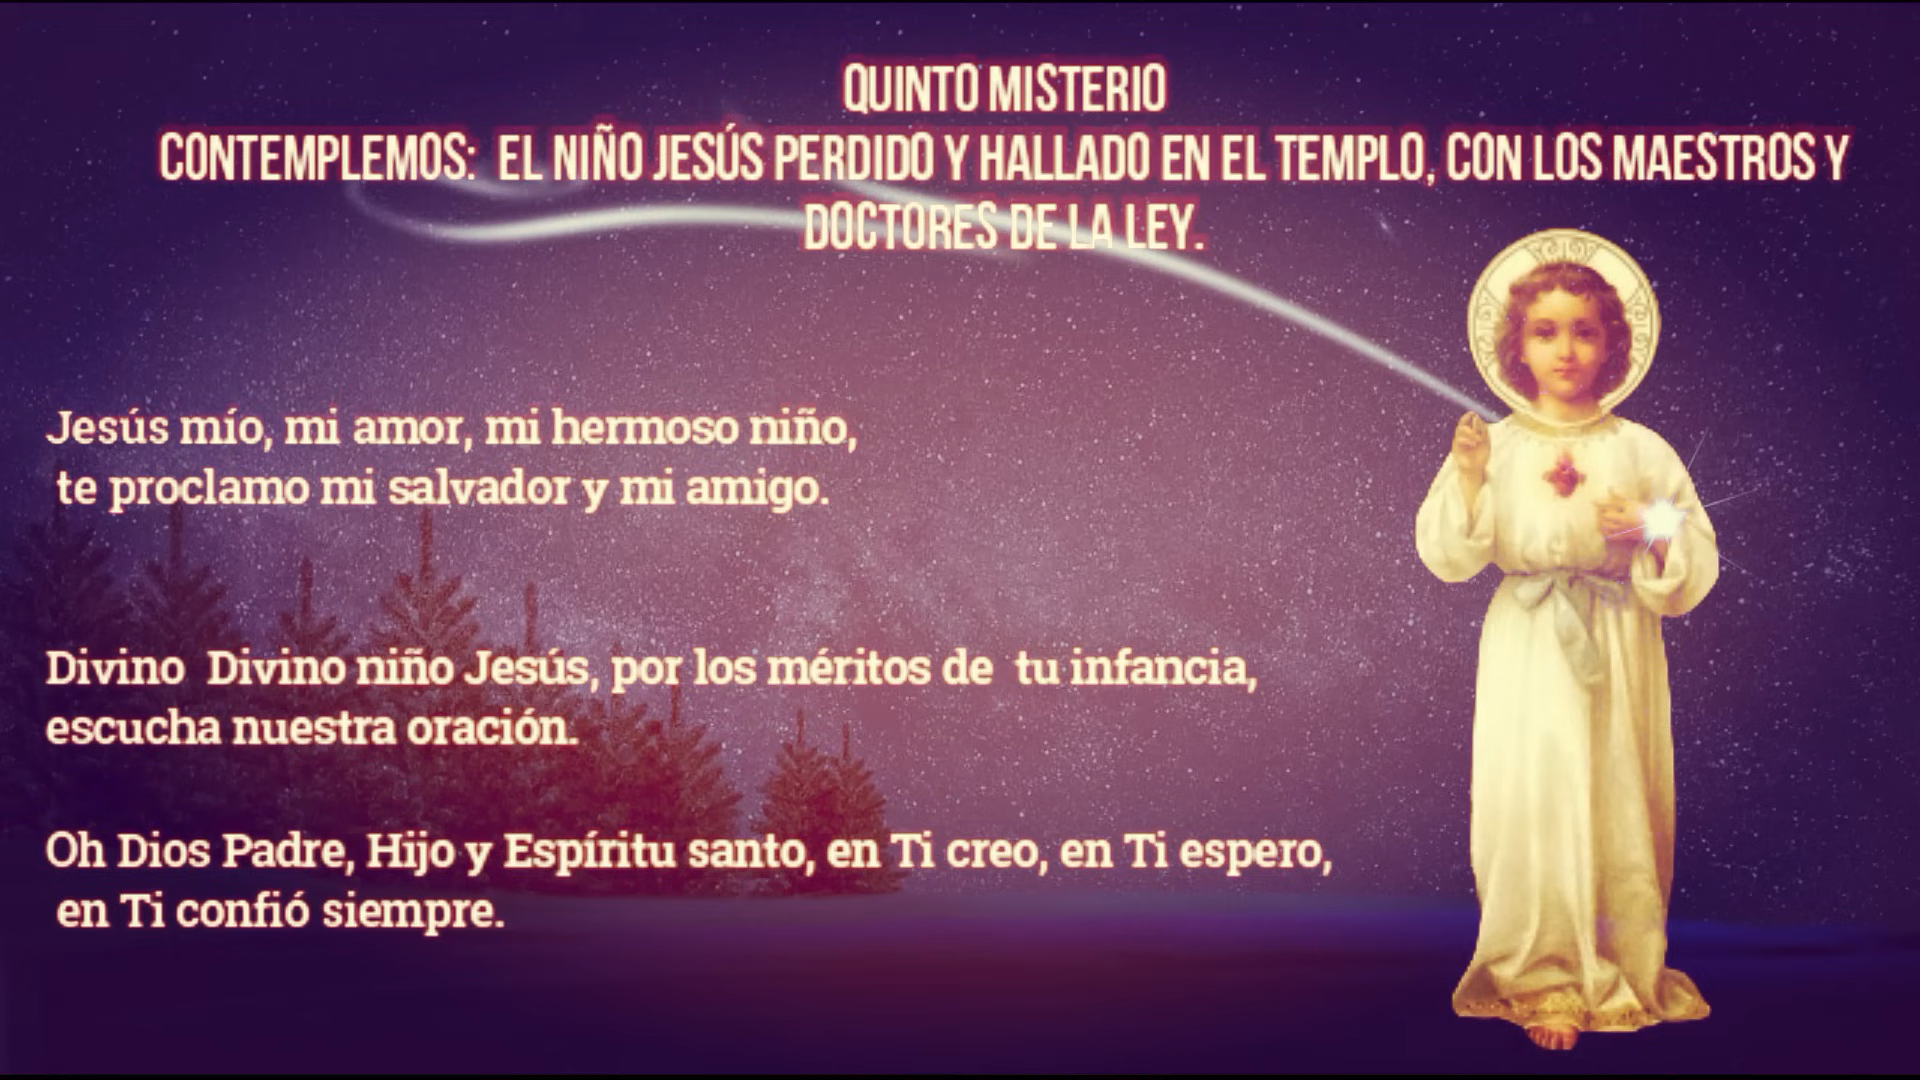 QUINTO MISTERIO
CONTEMPLEMOS: EL NIÑO JESÚS PERDIDO Y HALLADO EN EL TEMPLO, CON LOS MAESTROS Y
DOCTORES DE LA LEY.
Jesús mío, mi amor, mi hermoso niño,
te proclamo mi salvador y mi amigo.
Divino Divino niño Jesús, por los méritos de tu infancia,
escucha nuestra oración.
Oh Dios Padre, Hijo y Espíritu santo, en Ti creo, en Ti espero,
en Ti confió siempre.